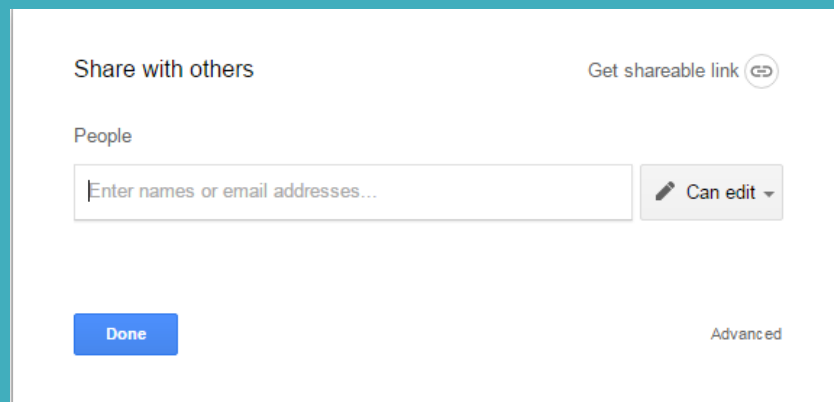 Share with others
Get shareable link
People
Enter names or email addresses...
Can edit
Done
Advanced